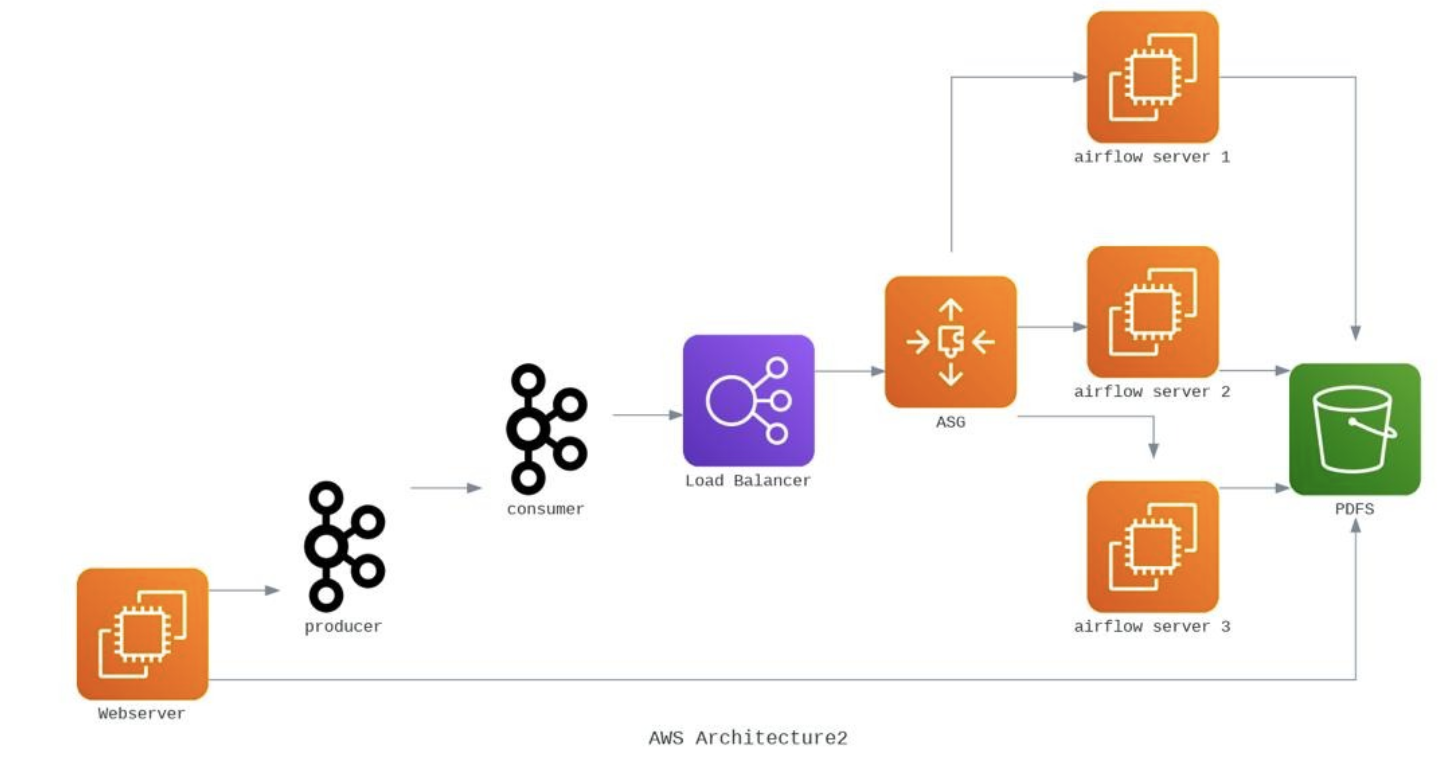 airflow server 1
airflow server 2
ASG
Load Balancer
consumer
PDFS
producer
airflow server 3
Webserver
AWS Architecture2